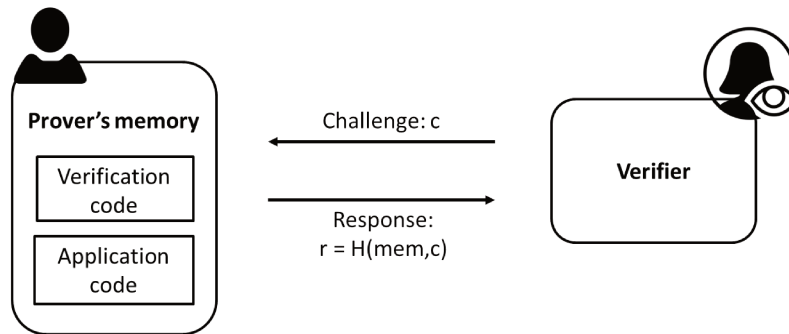 Prover's memory
Verification
code
Application
code
Challenge: c
Response:
r = H(mem,c)
Verifier